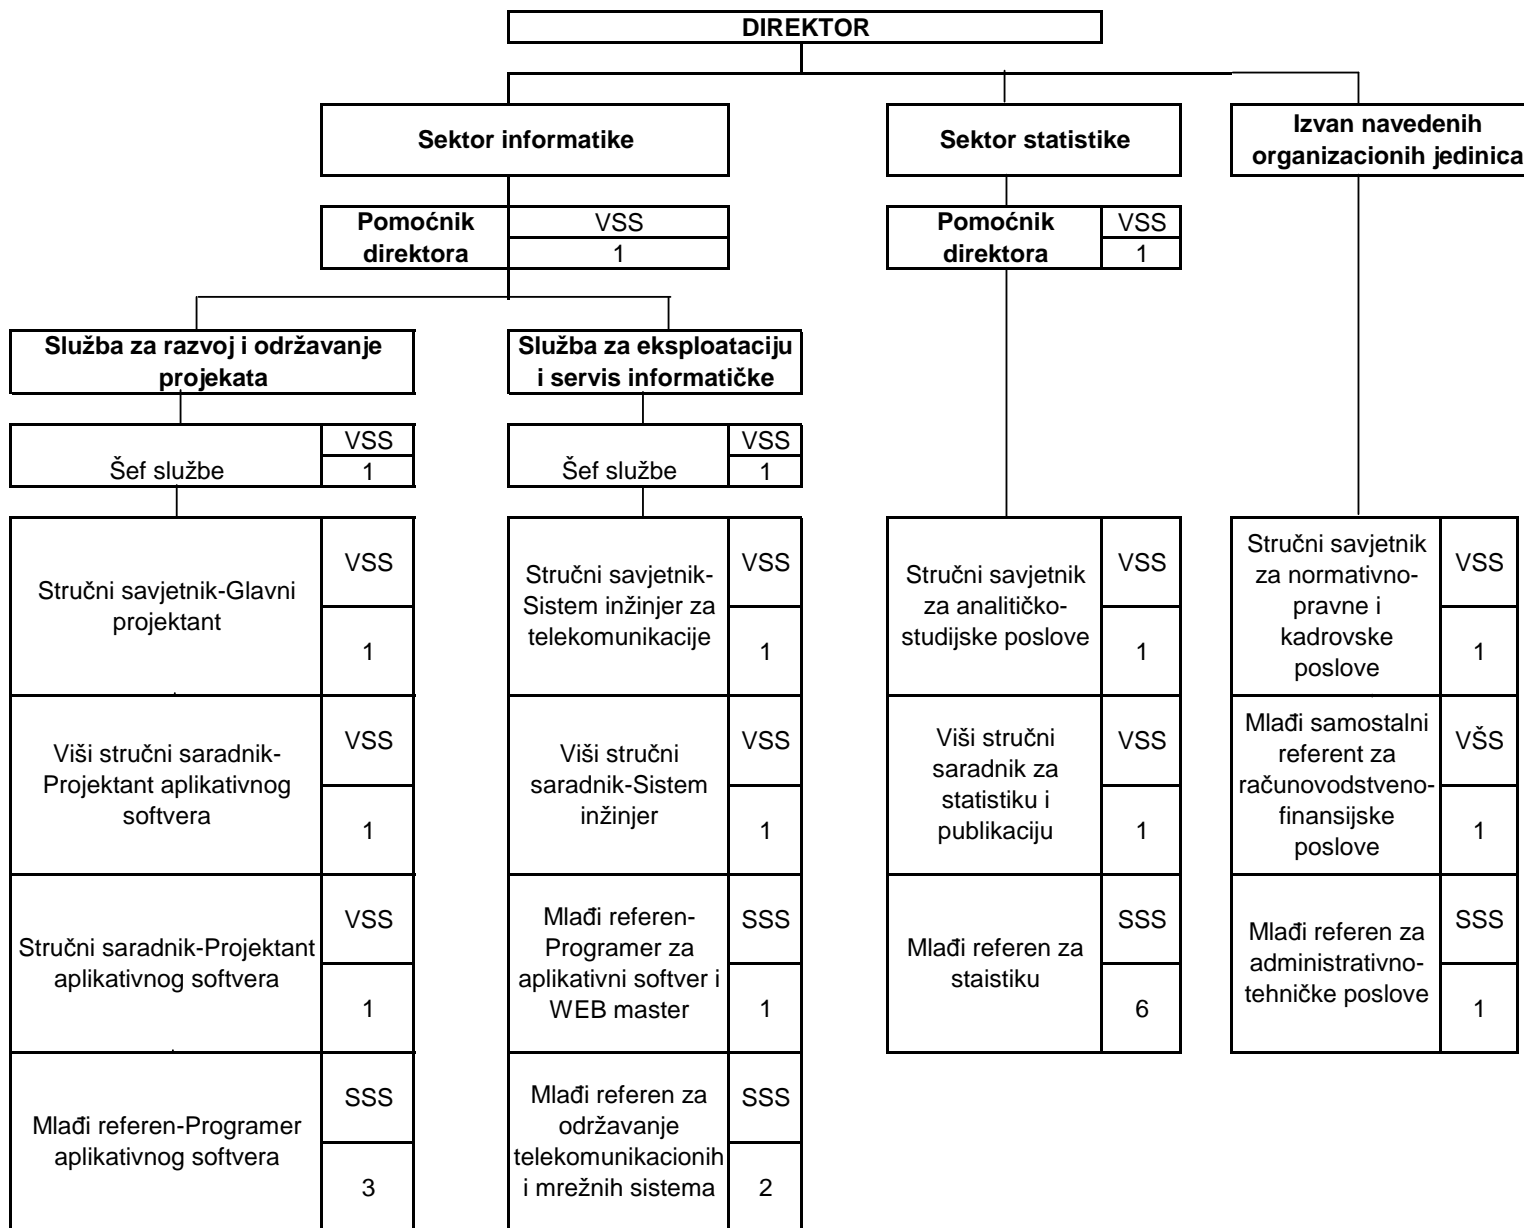 DIREKTOR
Sektor informatike
Sektor statistike
Izvan navedenih
organizacionih jedinica
Pomoćnik
direktora
VSS
1
Pomoćnik
direktora
VSS
1
Služba za razvoj i održavanje
projekata
Služba za eksploataciju
i servis informatičke
Šef službe
VSS
1
Šef službe
VSS
1
Stručni savjetnik-Glavni
projektant
VSS
1
Stručni savjetnik-
Sistem inžinjer za
telekomunikacije
VSS
1
Stručni savjetnik
za analitičko-
studijske poslove
VSS
1
Stručni savjetnik
za normativno-
pravne i
kadrovske
poslove
VSS
1
Viši stručni saradnik-
Projektant aplikativnog
softvera
VSS
1
Viši stručni
saradnik-Sistem
inžinjer
VSS
1
Viši stručni
saradnik za
statistiku i
publikaciju
VSS
1
Mlađi samostalni
referent za
računovodstveno-
finansijske
poslove
VŠS
1
Stručni saradnik-Projektant
aplikativnog softvera
VSS
1
Mlađi referen-
Programer za
aplikativni softver i
WEB master
SSS
1
Mlađi referen za
staistiku
SSS
6
Mlađi referen za
administrativno-
tehničke poslove
SSS
1
Mlađi referen-Programer
aplikativnog softvera
SSS
3
Mlađi referen za
održavanje
telekomunikacionih
i mrežnih sistema
SSS
2